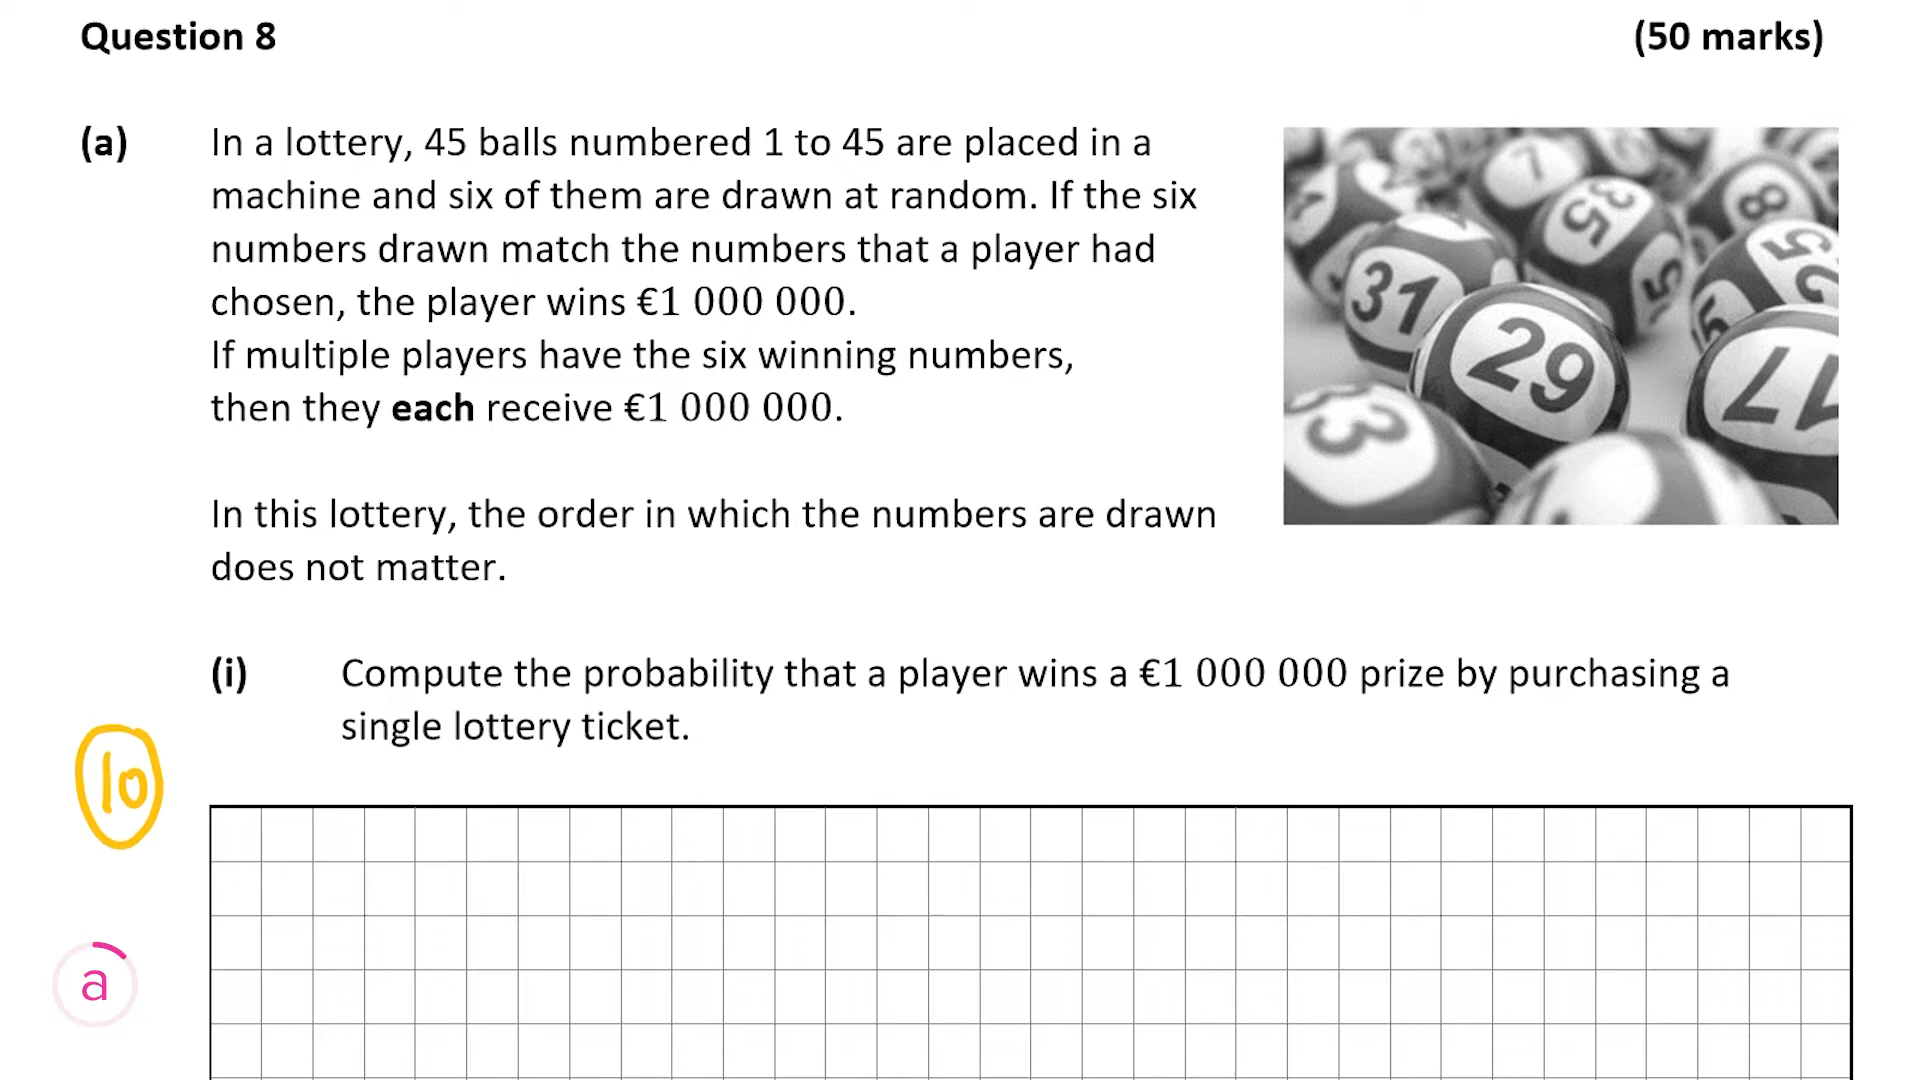 Question 8 (50 marks)
(a) In a lottery, 45 balls numbered 1 to 45 are placed in a
machine and six of them are drawn at random. If the six
numbers drawn match the numbers that a player had
chosen, the player wins €1 000 000.
If multiple players have the six winning numbers,
then they each receive €1 000 000.
7
35
8
31
29
17
3
In this lottery, the order in which the numbers are drawn
does not matter.
(i) Compute the probability that a player wins a €1 000 000 prize by purchasing a
single lottery ticket.
10
a